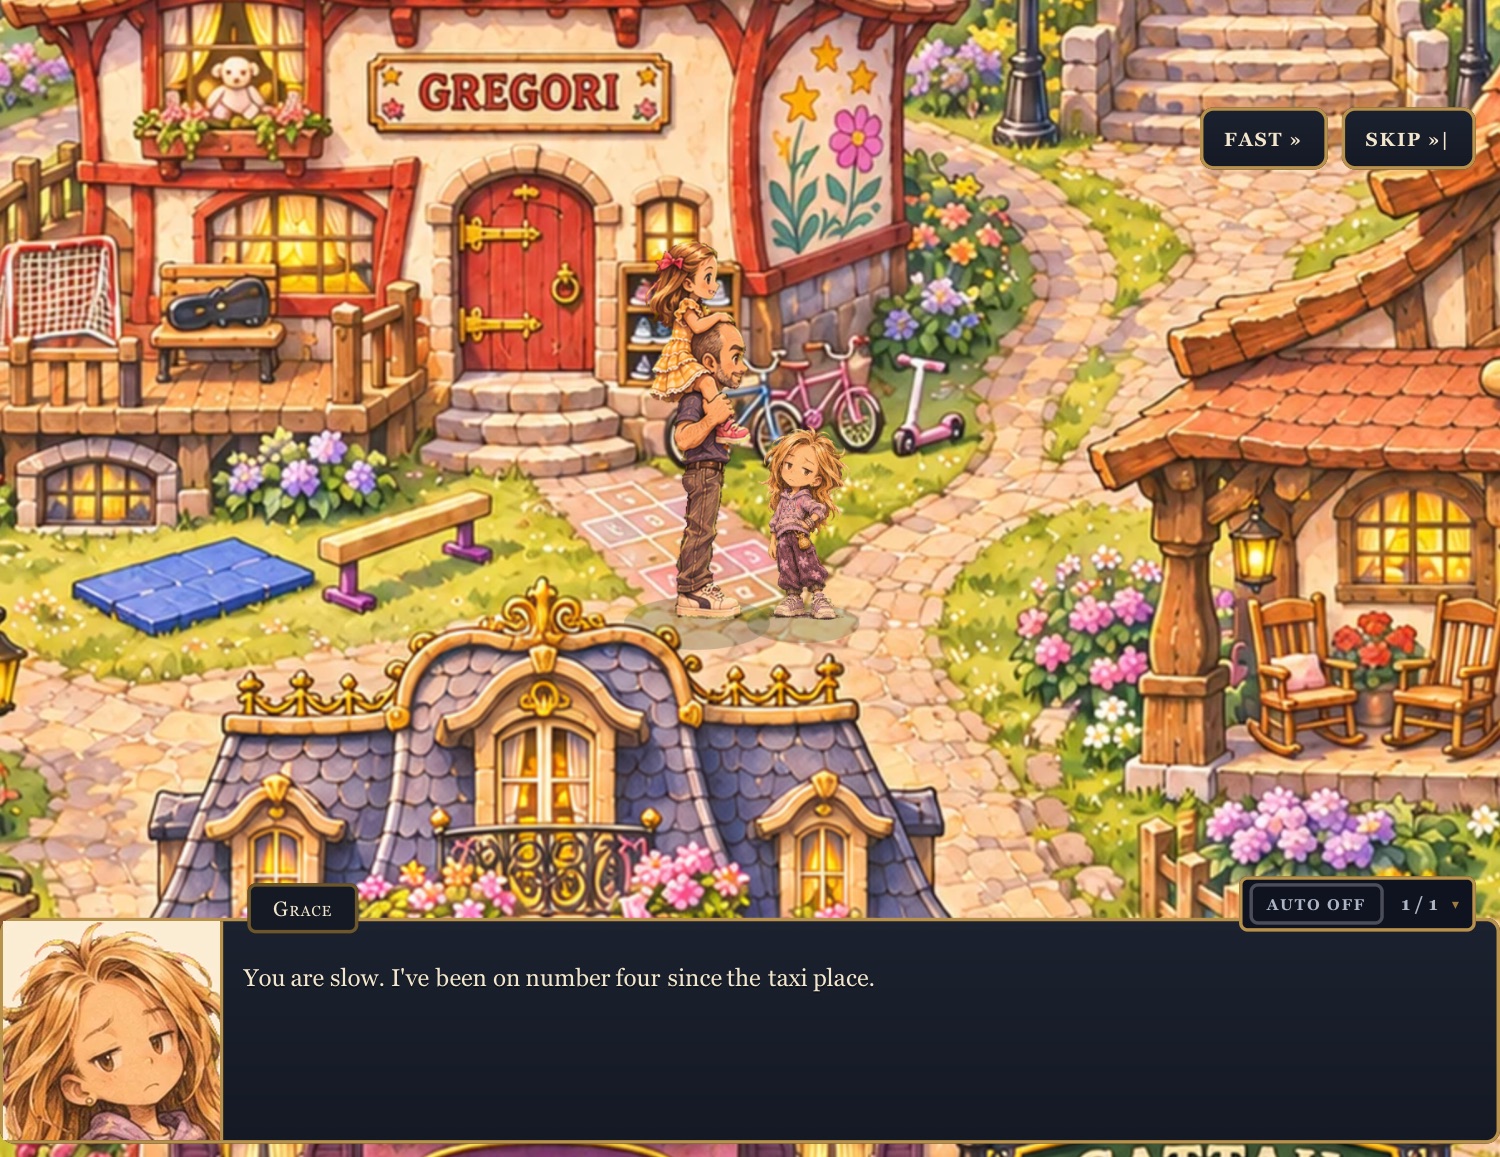 GREGORI
FAST »
SKIP »|
GRACE
AUTO OFF
1 / 1 ▼
You are slow. I've been on number four since the taxi place.